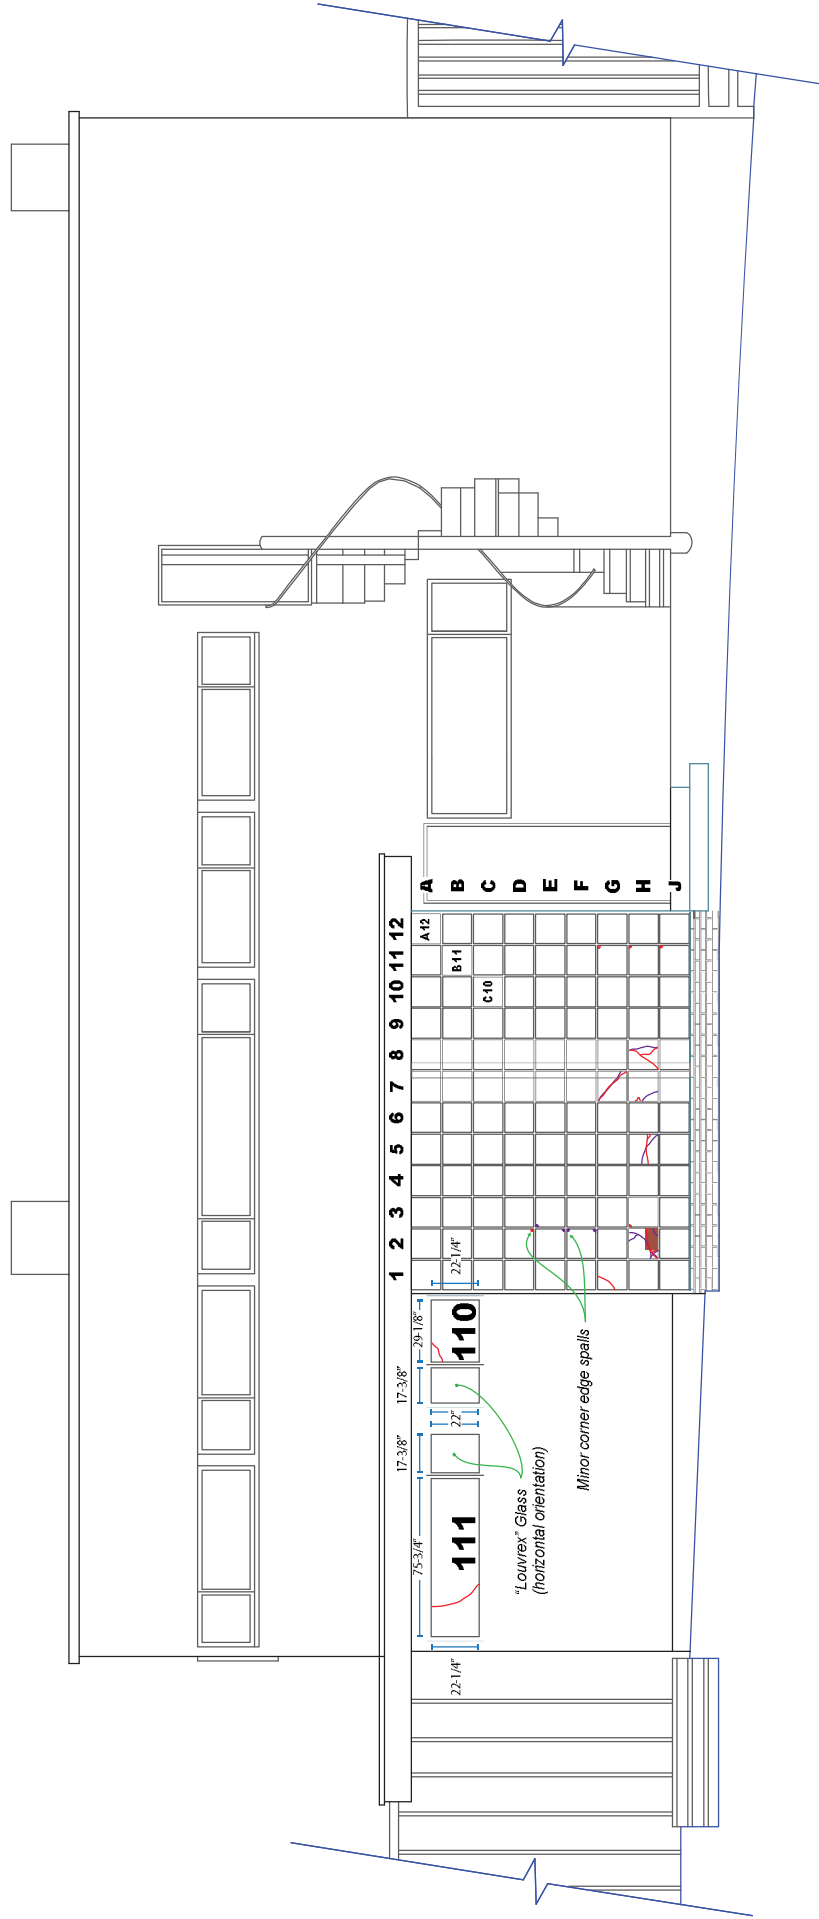 1 2 3 4 5 6 7 8 9 10 11 12
A
B
C
D
E
F
G
H
J
A12
B11
C10
75-3/4"
17-3/8"
17-3/8"
29-1/8"
22-1/4"
22"
22-1/4"
111
110
"Louvrex" Glass
(horizontal orientation)
Minor corner edge spalls